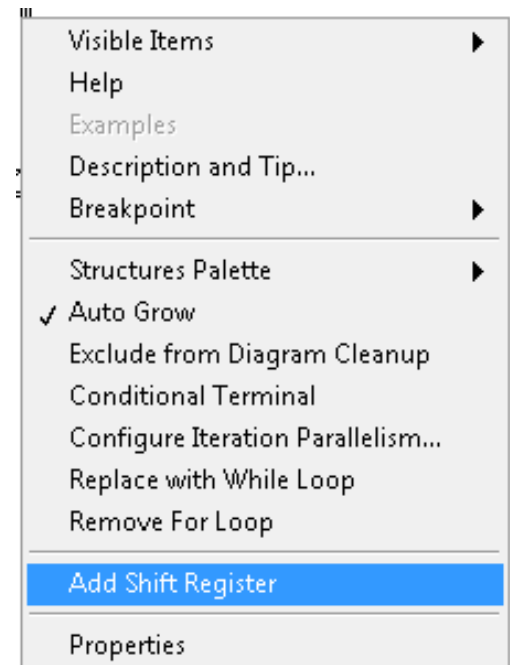 Visible Items
Help
Examples
Description and Tip...
Breakpoint
Structures Palette
Auto Grow
Exclude from Diagram Cleanup
Conditional Terminal
Configure Iteration Parallelism...
Replace with While Loop
Remove For Loop
Add Shift Register
Properties